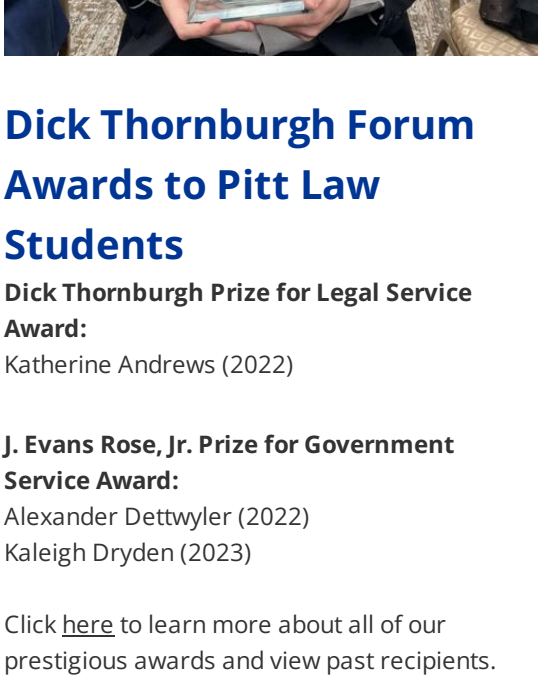 Dick Thornburgh Forum
Awards to Pitt Law
Students
Dick Thornburgh Prize for Legal Service
Award:
Katherine Andrews (2022)
J. Evans Rose, Jr. Prize for Government
Service Award:
Alexander Dettwyler (2022)
Kaleigh Dryden (2023)
Click here to learn more about all of our
prestigious awards and view past recipients.